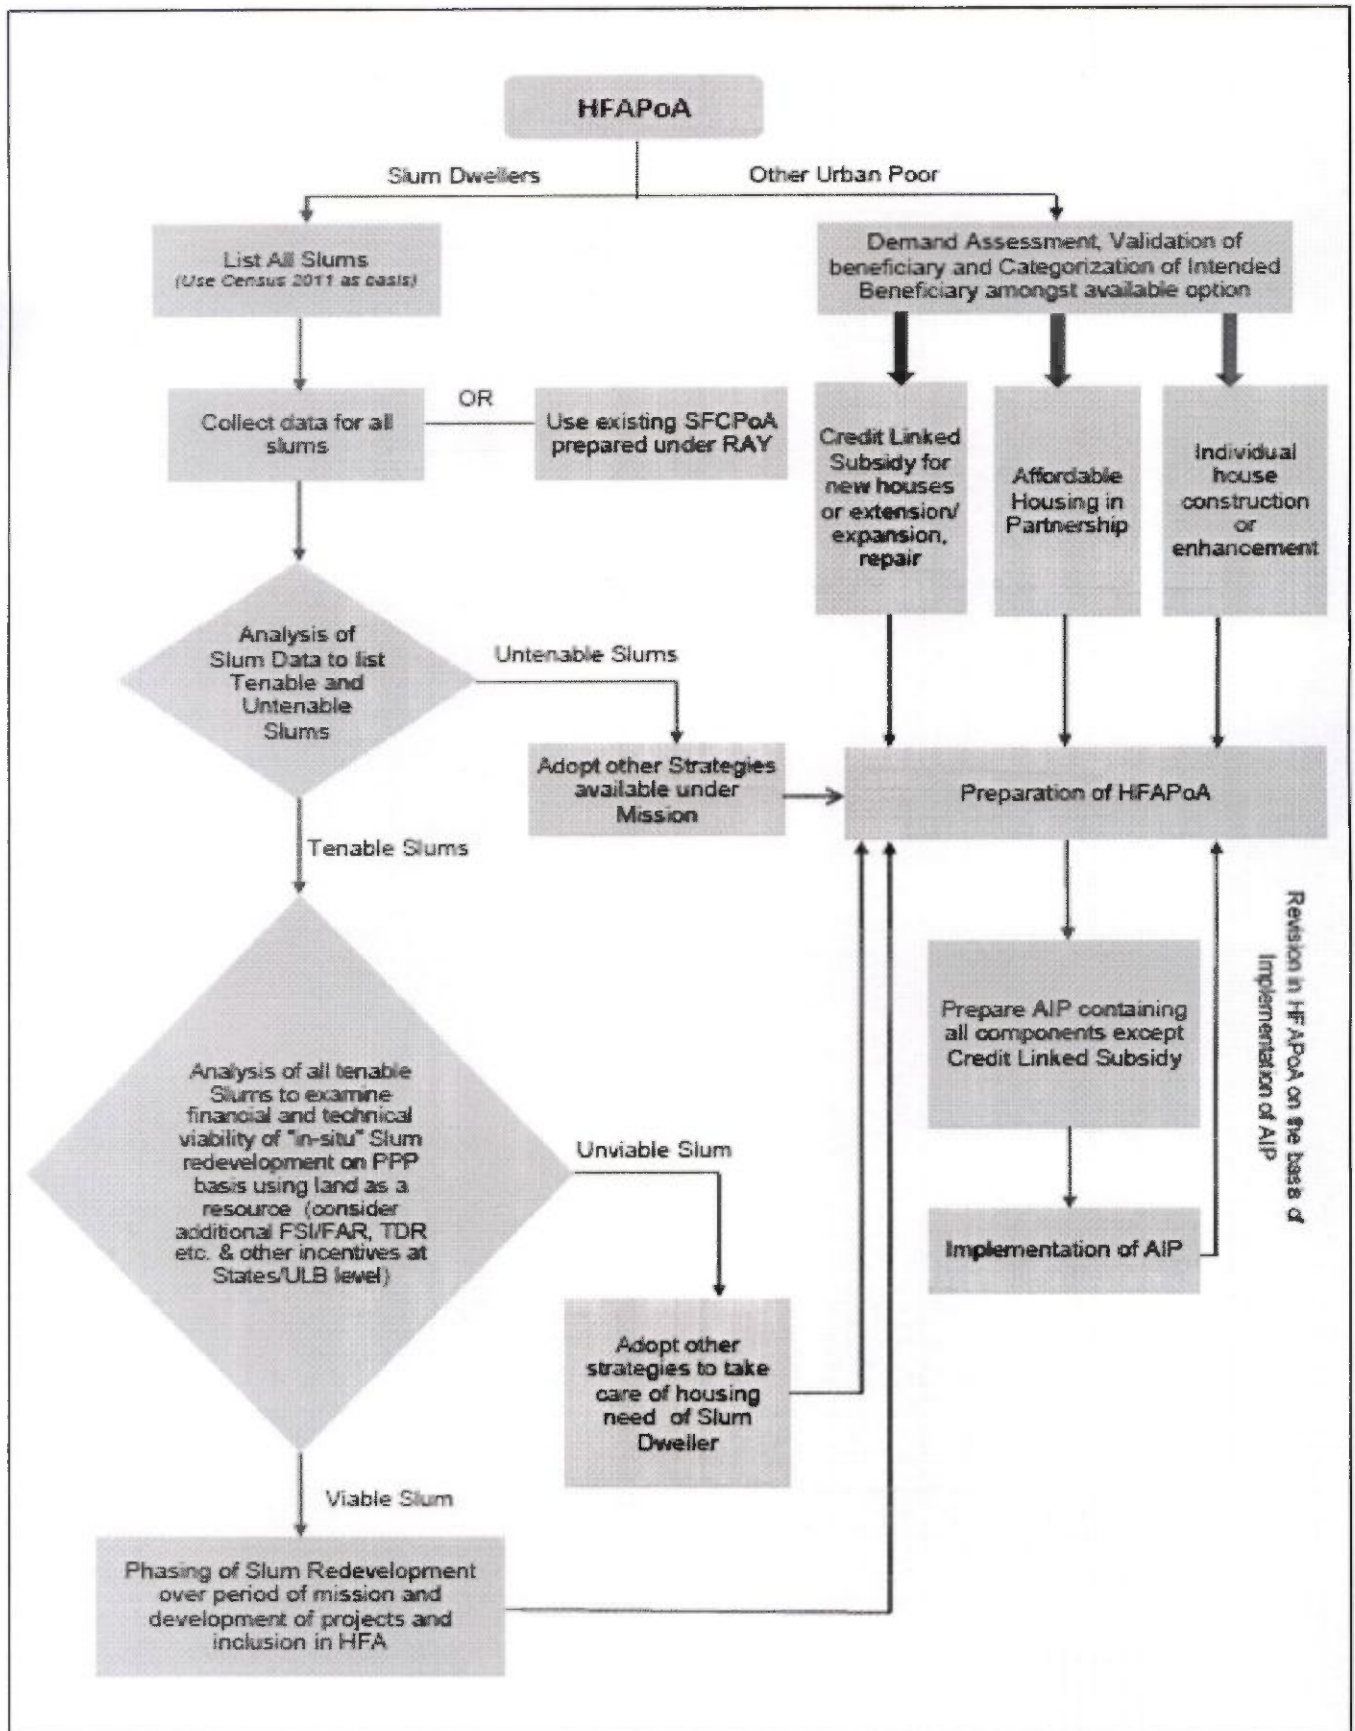 HFAPoA
Slum Dwellers
Other Urban Poor
List All Slums
(Use Census 2011 as basis)
Demand Assessment, Validation of
beneficiary and Categorization of Intended
Beneficiary amongst available option
Collect data for all
slums
OR
Use existing SFCPoA
prepared under RAY
Credit Linked
Subsidy for
new houses
or extension/
expansion,
repair
Affordable
Housing in
Partnership
Individual
house
construction
or
enhancement
Analysis of
Slum Data to list
Tenable and
Untenable
Slums
Untenable Slums
Adopt other Strategies
available under
Mission
Preparation of HFAPoA
Tenable Slums
Revision in HFAPoA on the basis of
Implementation of AIP
Prepare AIP containing
all components except
Credit Linked Subsidy
Analysis of all tenable
Slums to examine
financial and technical
viability of "in-situ" Slum
redevelopment on PPP
basis using land as a
resource (consider
additional FSI/FAR, TDR
etc. & other incentives at
States/ULB level)
Unviable Slum
Implementation of AIP
Adopt other
strategies to take
care of housing
need of Slum
Dweller
Viable Slum
Phasing of Slum Redevelopment
over period of mission and
development of projects and
inclusion in HFA